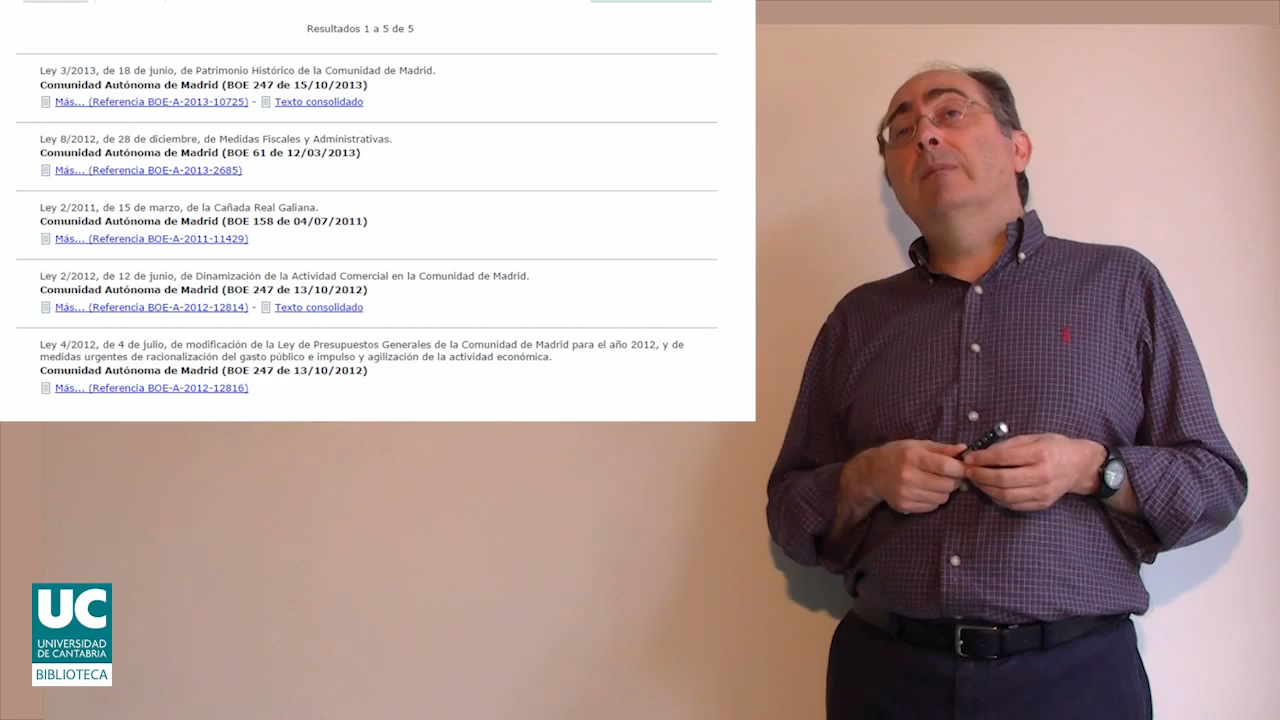 Resultados 1 a 5 de 5
Ley 3/2013, de 18 de junio, de Patrimonio Histórico de la Comunidad de Madrid.
Comunidad Autónoma de Madrid (BOE 247 de 15/10/2013)
Más... (Referencia BOE-A-2013-10725) - Texto consolidado
Ley 8/2012, de 28 de diciembre, de Medidas Fiscales y Administrativas.
Comunidad Autónoma de Madrid (BOE 61 de 12/03/2013)
Más... (Referencia BOE-A-2013-2685)
Ley 2/2011, de 15 de marzo, de la Cañada Real Galiana.
Comunidad Autónoma de Madrid (BOE 158 de 04/07/2011)
Más... (Referencia BOE-A-2011-11429)
Ley 2/2012, de 12 de junio, de Dinamización de la Actividad Comercial en la Comunidad de Madrid.
Comunidad Autónoma de Madrid (BOE 247 de 13/10/2012)
Más... (Referencia BOE-A-2012-12814) - Texto consolidado
Ley 4/2012, de 4 de julio, de modificación de la Ley de Presupuestos Generales de la Comunidad de Madrid para el año 2012, y de
medidas urgentes de racionalización del gasto público e impulso y agilización de la actividad económica.
Comunidad Autónoma de Madrid (BOE 247 de 13/10/2012)
Más... (Referencia BOE-A-2012-12816)
UC
UNIVERSIDAD
DE CANTABRIA
BIBLIOTECA